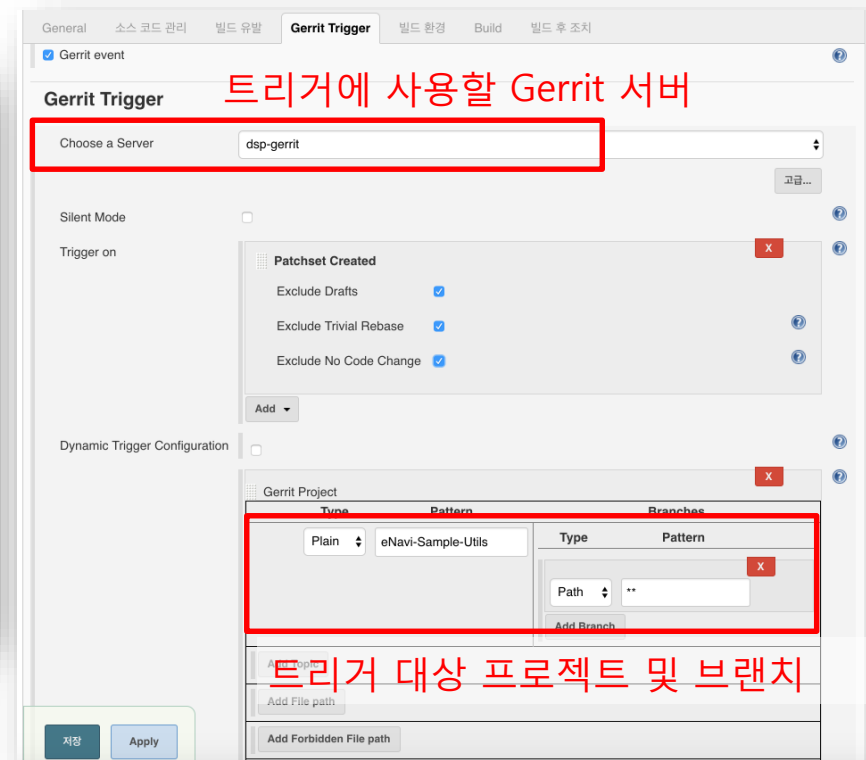 General 소스 코드 관리 빌드 유발 Gerrit Trigger 빌드 환경 Build 빌드 후 조치
Gerrit event
트리거에 사용할 Gerrit 서버
Gerrit Trigger
Choose a Server dsp-gerrit
고급...
Silent Mode
Trigger on
X
Patchset Created
Exclude Drafts
Exclude Trivial Rebase
Exclude No Code Change
Add
Dynamic Trigger Configuration
X
Gerrit Project
Type Pattern Branches
Plain eNavi-Sample-Utils
Type Pattern
X
Path **
Add Branch
Add Topic
트리거 대상 프로젝트 및 브랜치
Add File path
저장 Apply
Add Forbidden File path